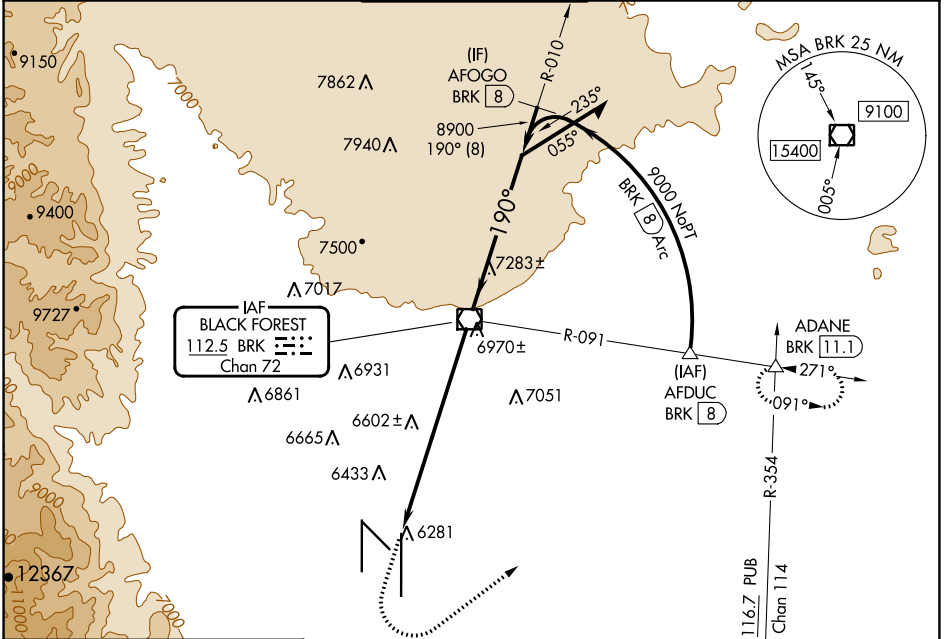 9150
7000
9000
9400
9727
7862
7940
7500
7017
(IF)
AFOGO
BRK 8
R-010
8900
190° (8)
235°
055°
190°
9000 NoPT
BRK 8 Arc
MSA BRK 25 NM
145°
9100
15400
005°
7283±
IAF
BLACK FOREST
112.5 BRK
Chan 72
6970±
R-091
(IAF)
AFDUC
BRK 8
ADANE
BRK 11.1
271°
091°
6931
6861
7051
6602±
6665
6433
6281
R-354
116.7 PUB
Chan 114
9000
12367
11000
7000